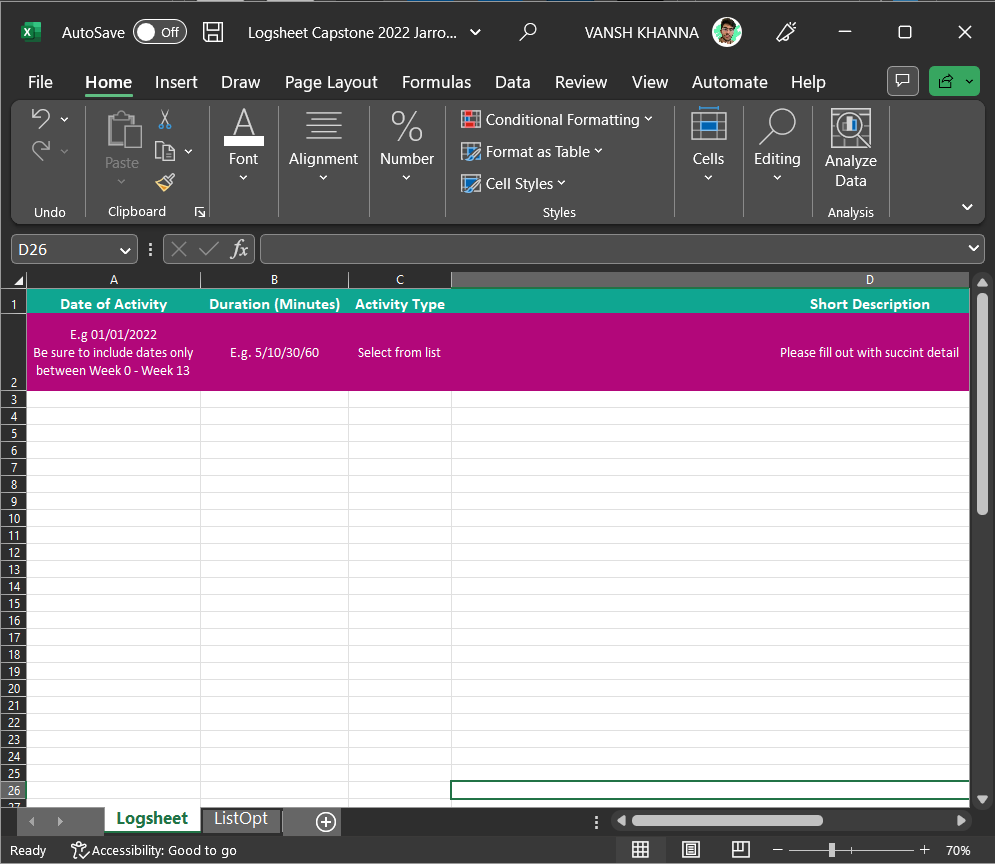 AutoSave Off Logsheet Capstone 2022 Jarro... VANSH KHANNA
File Home Insert Draw Page Layout Formulas Data Review View Automate Help
Paste
Undo
Clipboard
Font
Alignment
%
Number
Conditional Formatting
Format as Table
Cell Styles
Styles
Cells
Editing
Analyze
Data
Analysis
D26 fx
A B C D
1 Date of Activity Duration (Minutes) Activity Type Short Description
E.g 01/01/2022
Be sure to include dates only
between Week 0 - Week 13
E.g. 5/10/30/60
Select from list
Please fill out with succint detail
2
3
4
5
6
7
8
9
10
11
12
13
14
15
16
17
18
19
20
21
22
23
24
25
26
27
Logsheet ListOpt
Ready Accessibility: Good to go 70%